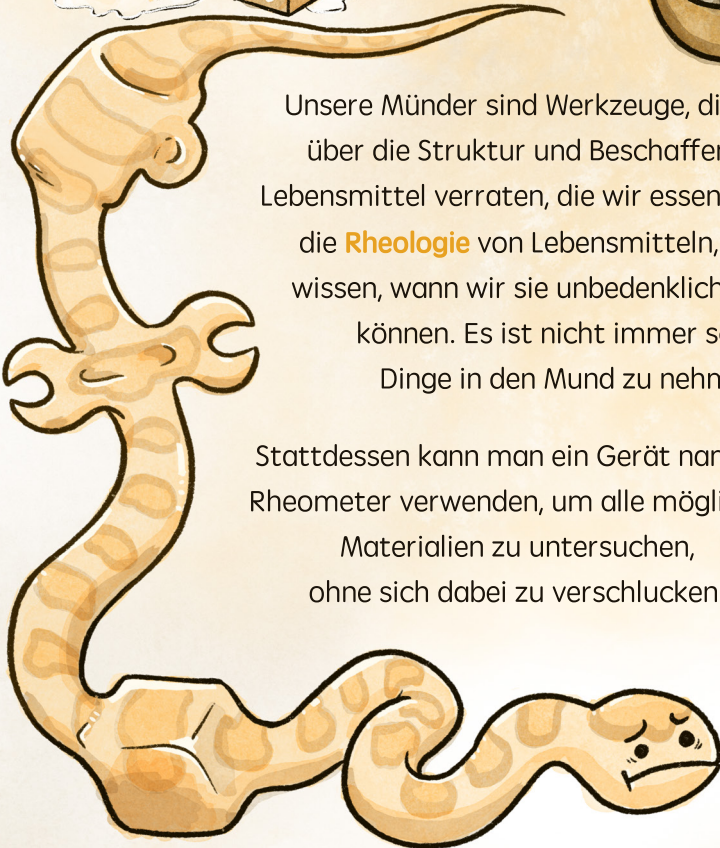 Unsere Münder sind Werkzeuge, di
über die Struktur und Beschaffen
Lebensmittel verraten, die wir essen
die Rheologie von Lebensmitteln,
wissen, wann wir sie unbedenklich
können. Es ist nicht immer s
Dinge in den Mund zu nehm
Stattdessen kann man ein Gerät nam
Rheometer verwenden, um alle mögli
Materialien zu untersuchen,
ohne sich dabei zu verschlucken